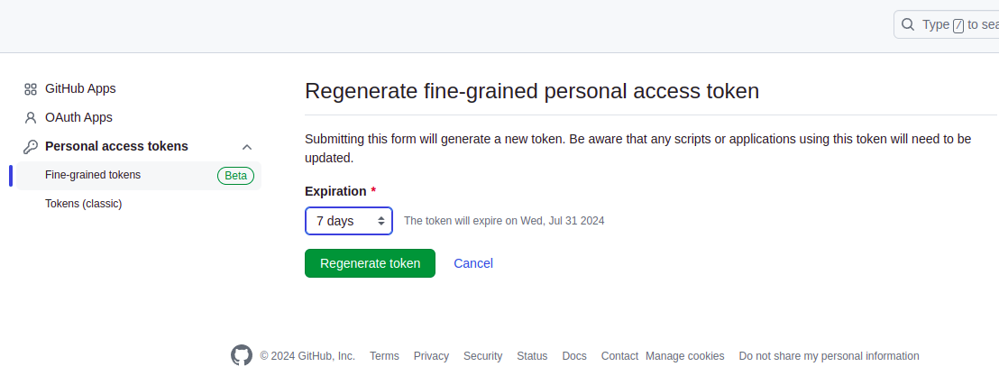 Type / to sea
GitHub Apps
OAuth Apps
Personal access tokens
Fine-grained tokens Beta
Tokens (classic)
Regenerate fine-grained personal access token
Submitting this form will generate a new token. Be aware that any scripts or applications using this token will need to be
updated.
Expiration *
7 days The token will expire on Wed, Jul 31 2024
Regenerate token Cancel
© 2024 GitHub, Inc. Terms Privacy Security Status Docs Contact Manage cookies Do not share my personal information